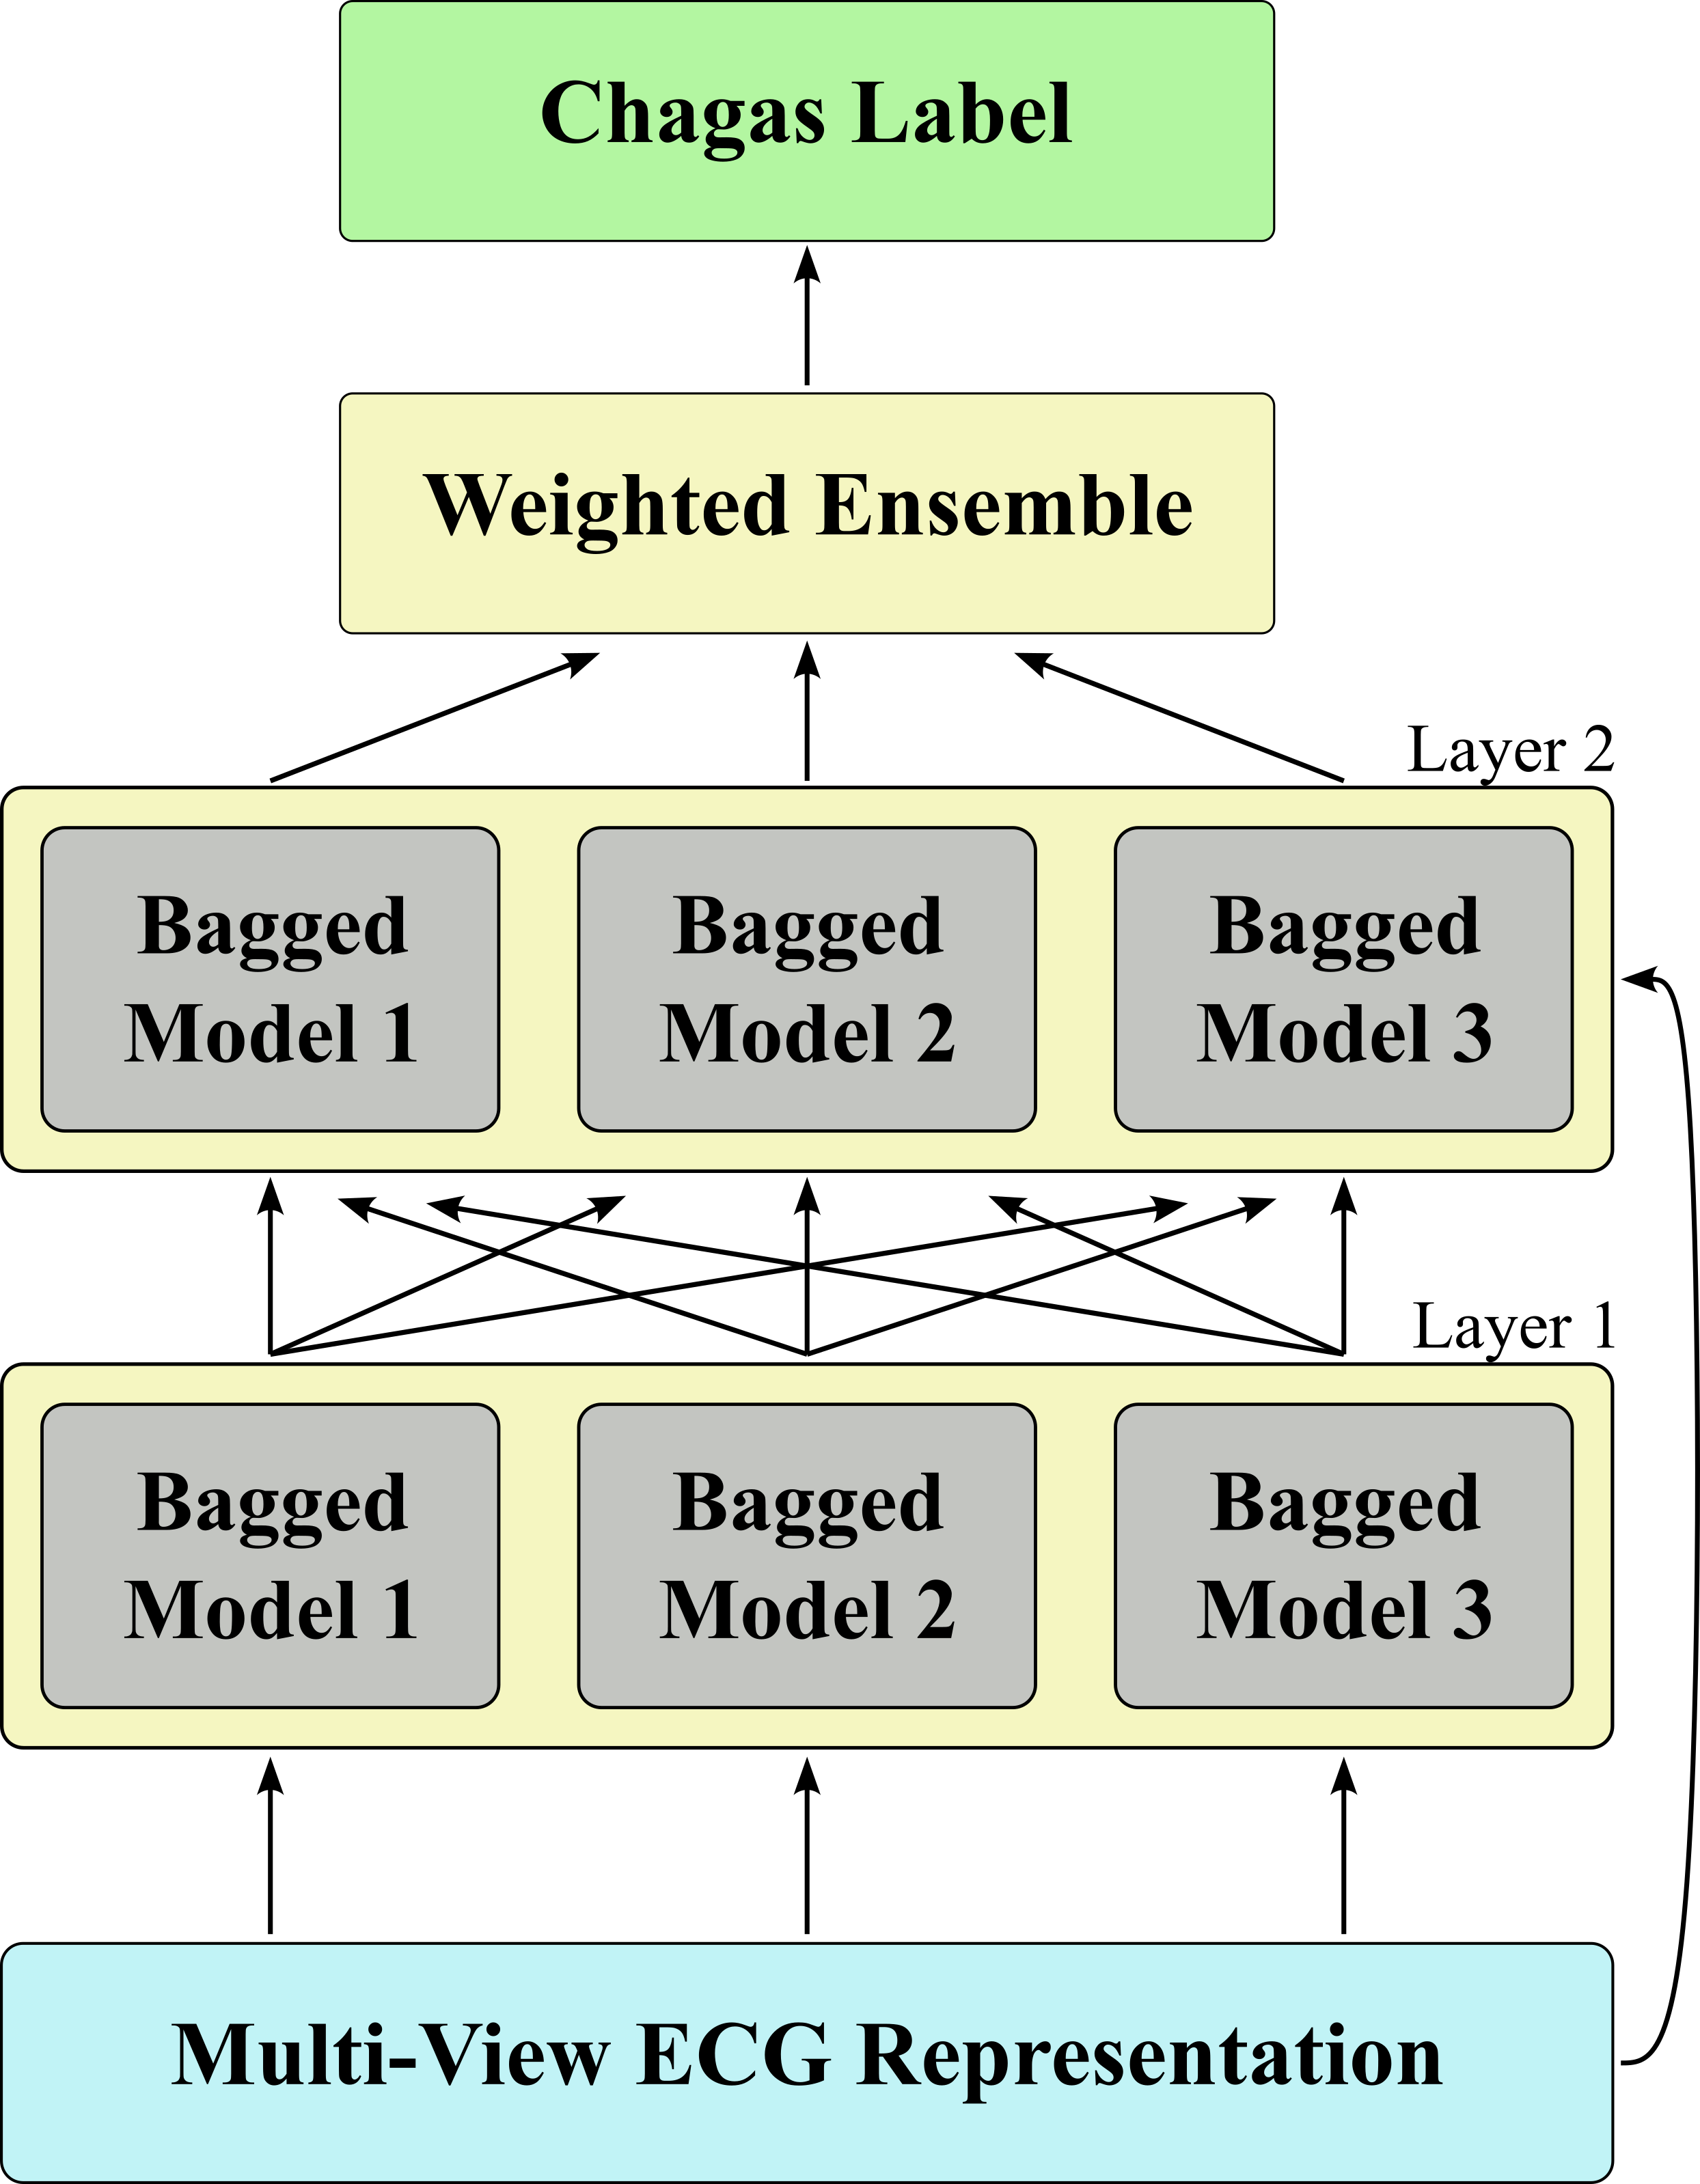 Chagas Label
Weighted Ensemble
Layer 2
Bagged
Model 1
Bagged
Model 2
Bagged
Model 3
Layer 1
Bagged
Model 1
Bagged
Model 2
Bagged
Model 3
Multi-View ECG Representation